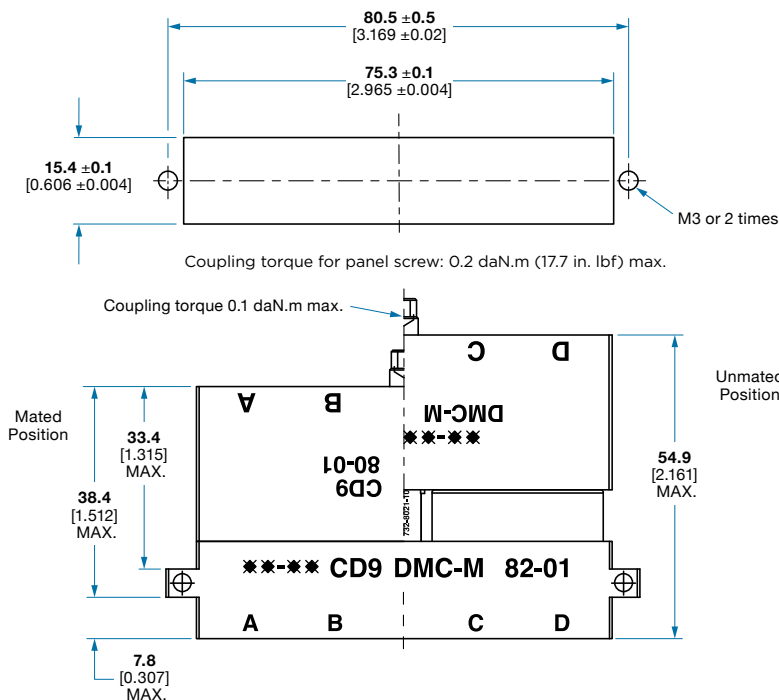 80.5 ±0.5
[3.169 ±0.02]
75.3 ±0.1
[2.965 ±0.004]
15.4 ±0.1
[0.606 ±0.004]
M3 or 2 times
Coupling torque for panel screw: 0.2 daN.m (17.7 in. lbf) max.
Coupling torque 0.1 daN.m max.
C D
Unmated
Position
A B
DMC-M
Mated
Position
33.4
[1.315]
MAX.
54.9
[2.161]
MAX.
80-01
CD9
38.4
[1.512]
MAX.
732-8021-10
CD9 DMC-M 82-01
A B C D
7.8
[0.307]
MAX.